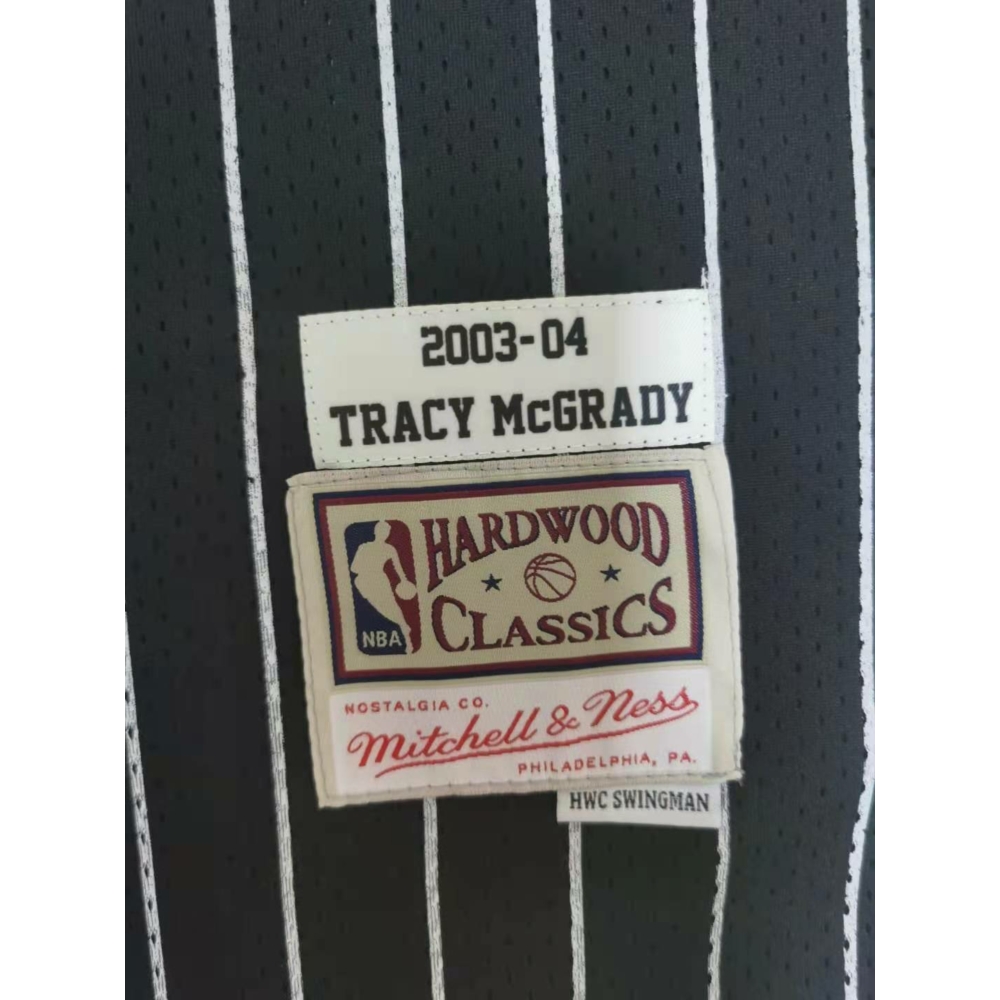 2003-04
TRACY McGRADY
HARDWOOD
CLASSICS
NBA
NOSTALGIA CO.
Mitchell & Ness
PHILADELPHIA, PA.
HWC SWINGMAN